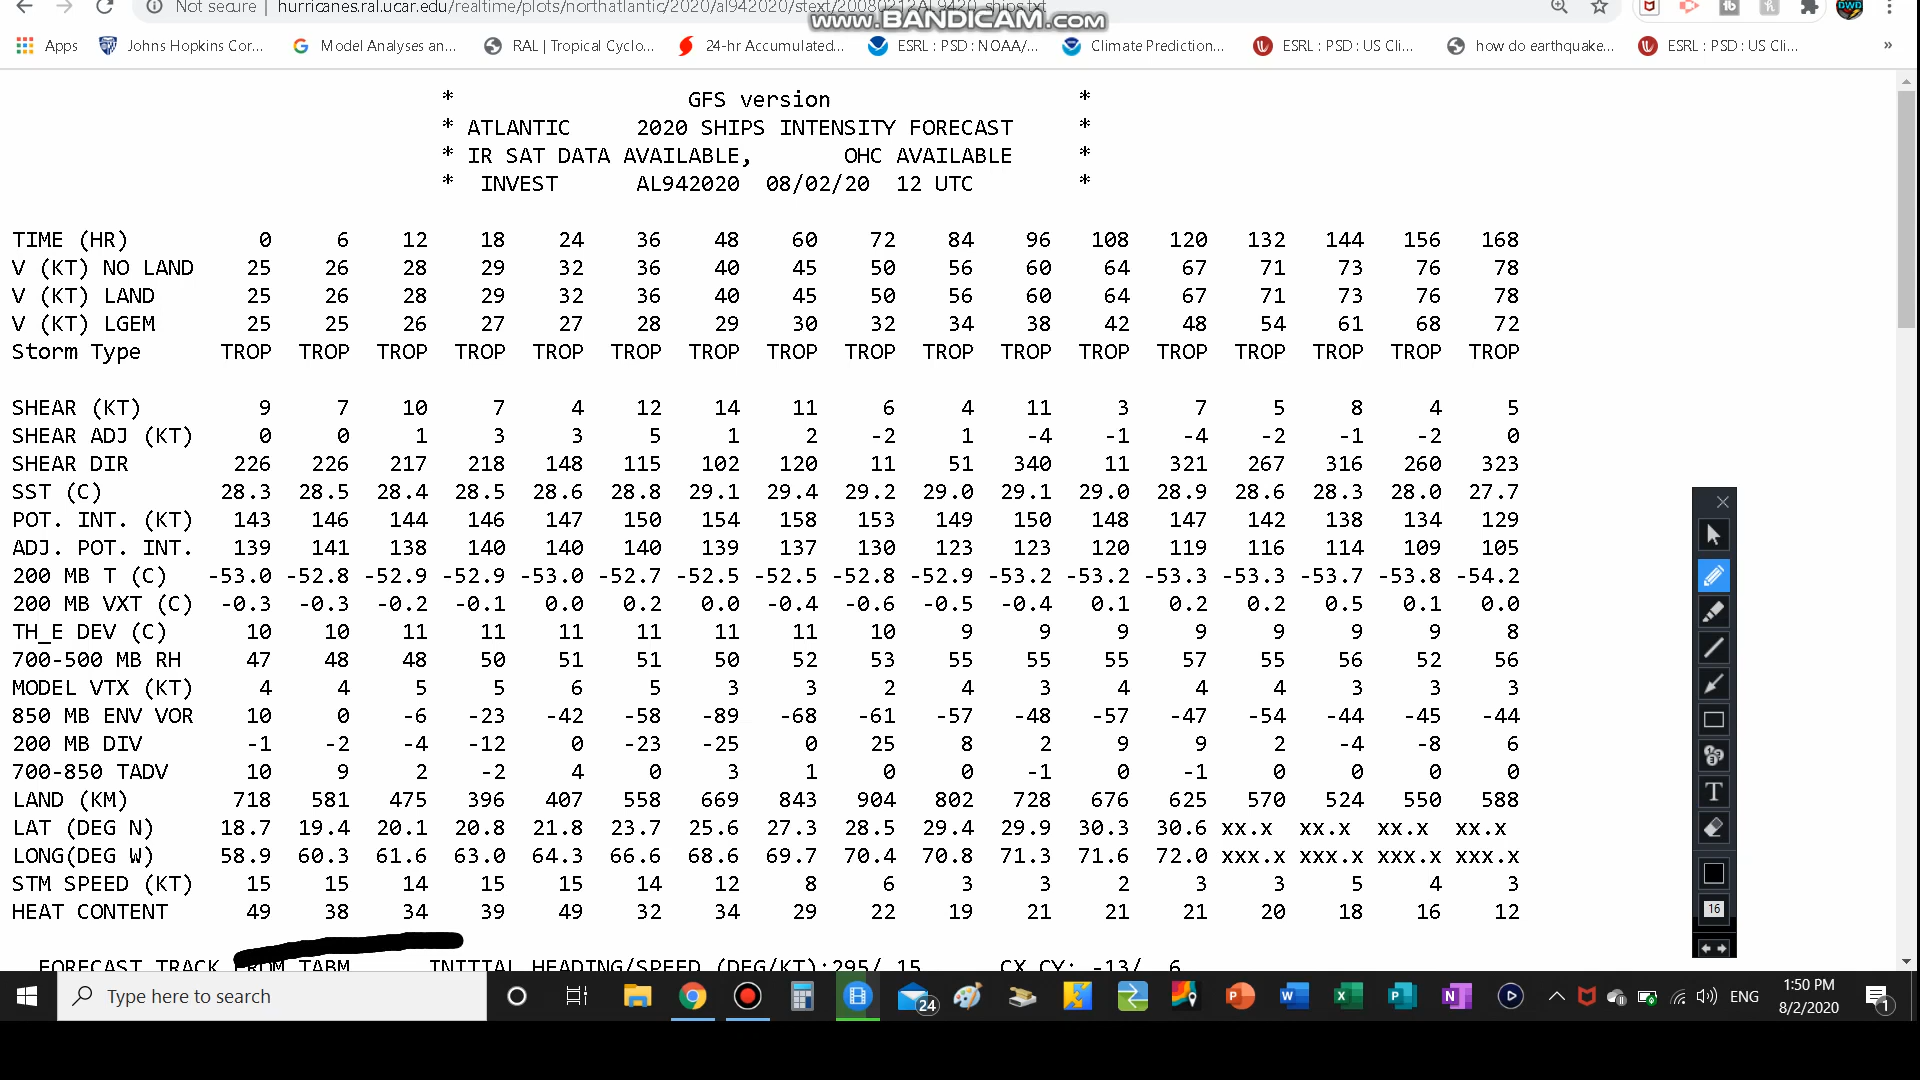 Not secure | hurricanes.ral.ucar.edu/realtime/plots/northatlantic/2020/al942020/stext/20080212AL9420_ships.txt
www.BANDICAM.com
Apps Johns Hopkins Cor... Model Analyses an... RAL | Tropical Cyclo... 24-hr Accumulated... ESRL : PSD : NOAA/... Climate Prediction... ESRL : PSD : US Cli... how do earthquake... ESRL : PSD : US Cli... »
* GFS version *
* ATLANTIC 2020 SHIPS INTENSITY FORECAST *
* IR SAT DATA AVAILABLE, OHC AVAILABLE *
* INVEST AL942020 08/02/20 12 UTC *
TIME (HR) 0 6 12 18 24 36 48 60 72 84 96 108 120 132 144 156 168
V (KT) NO LAND 25 26 28 29 32 36 40 45 50 56 60 64 67 71 73 76 78
V (KT) LAND 25 26 28 29 32 36 40 45 50 56 60 64 67 71 73 76 78
V (KT) LGEM 25 25 26 27 27 28 29 30 32 34 38 42 48 54 61 68 72
Storm Type TROP TROP TROP TROP TROP TROP TROP TROP TROP TROP TROP TROP TROP TROP TROP TROP TROP
SHEAR (KT) 9 7 10 7 4 12 14 11 6 4 11 3 7 5 8 4 5
SHEAR ADJ (KT) 0 0 1 3 3 5 1 2 -2 1 -4 -1 -4 -2 -1 -2 0
SHEAR DIR 226 226 217 218 148 115 102 120 11 51 340 11 321 267 316 260 323
SST (C) 28.3 28.5 28.4 28.5 28.6 28.8 29.1 29.4 29.2 29.0 29.1 29.0 28.9 28.6 28.3 28.0 27.7
POT. INT. (KT) 143 146 144 146 147 150 154 158 153 149 150 148 147 142 138 134 129
ADJ. POT. INT. 139 141 138 140 140 140 139 137 130 123 123 120 119 116 114 109 105
200 MB T (C) -53.0 -52.8 -52.9 -52.9 -53.0 -52.7 -52.5 -52.5 -52.8 -52.9 -53.2 -53.2 -53.3 -53.3 -53.7 -53.8 -54.2
200 MB VXT (C) -0.3 -0.3 -0.2 -0.1 0.0 0.2 0.0 -0.4 -0.6 -0.5 -0.4 0.1 0.2 0.2 0.5 0.1 0.0
TH_E DEV (C) 10 10 11 11 11 11 11 11 10 9 9 9 9 9 9 9 8
700-500 MB RH 47 48 48 50 51 51 50 52 53 55 55 55 57 55 56 52 56
MODEL VTX (KT) 4 4 5 5 6 5 3 3 2 4 3 4 4 4 3 3 3
850 MB ENV VOR 10 0 -6 -23 -42 -58 -89 -68 -61 -57 -48 -57 -47 -54 -44 -45 -44
200 MB DIV -1 -2 -4 -12 0 -23 -25 0 25 8 2 9 9 2 -4 -8 6
700-850 TADV 10 9 2 -2 4 0 3 1 0 0 -1 0 -1 0 0 0 0
LAND (KM) 718 581 475 396 407 558 669 843 904 802 728 676 625 570 524 550 588
LAT (DEG N) 18.7 19.4 20.1 20.8 21.8 23.7 25.6 27.3 28.5 29.4 29.9 30.3 30.6 xx.x xx.x xx.x xx.x
LONG(DEG W) 58.9 60.3 61.6 63.0 64.3 66.6 68.6 69.7 70.4 70.8 71.3 71.6 72.0 xxx.x xxx.x xxx.x xxx.x
STM SPEED (KT) 15 15 14 15 15 14 12 8 6 3 3 2 3 3 5 4 3
HEAT CONTENT 49 38 34 39 49 32 34 29 22 19 21 21 21 20 18 16 12
FORECAST TRACK FROM TABM INITIAL HEADING/SPEED (DEG/KT):295/ 15 CX,CY: -13/ 6
T
16
Type here to search 24 ENG 1:50 PM
8/2/2020 1